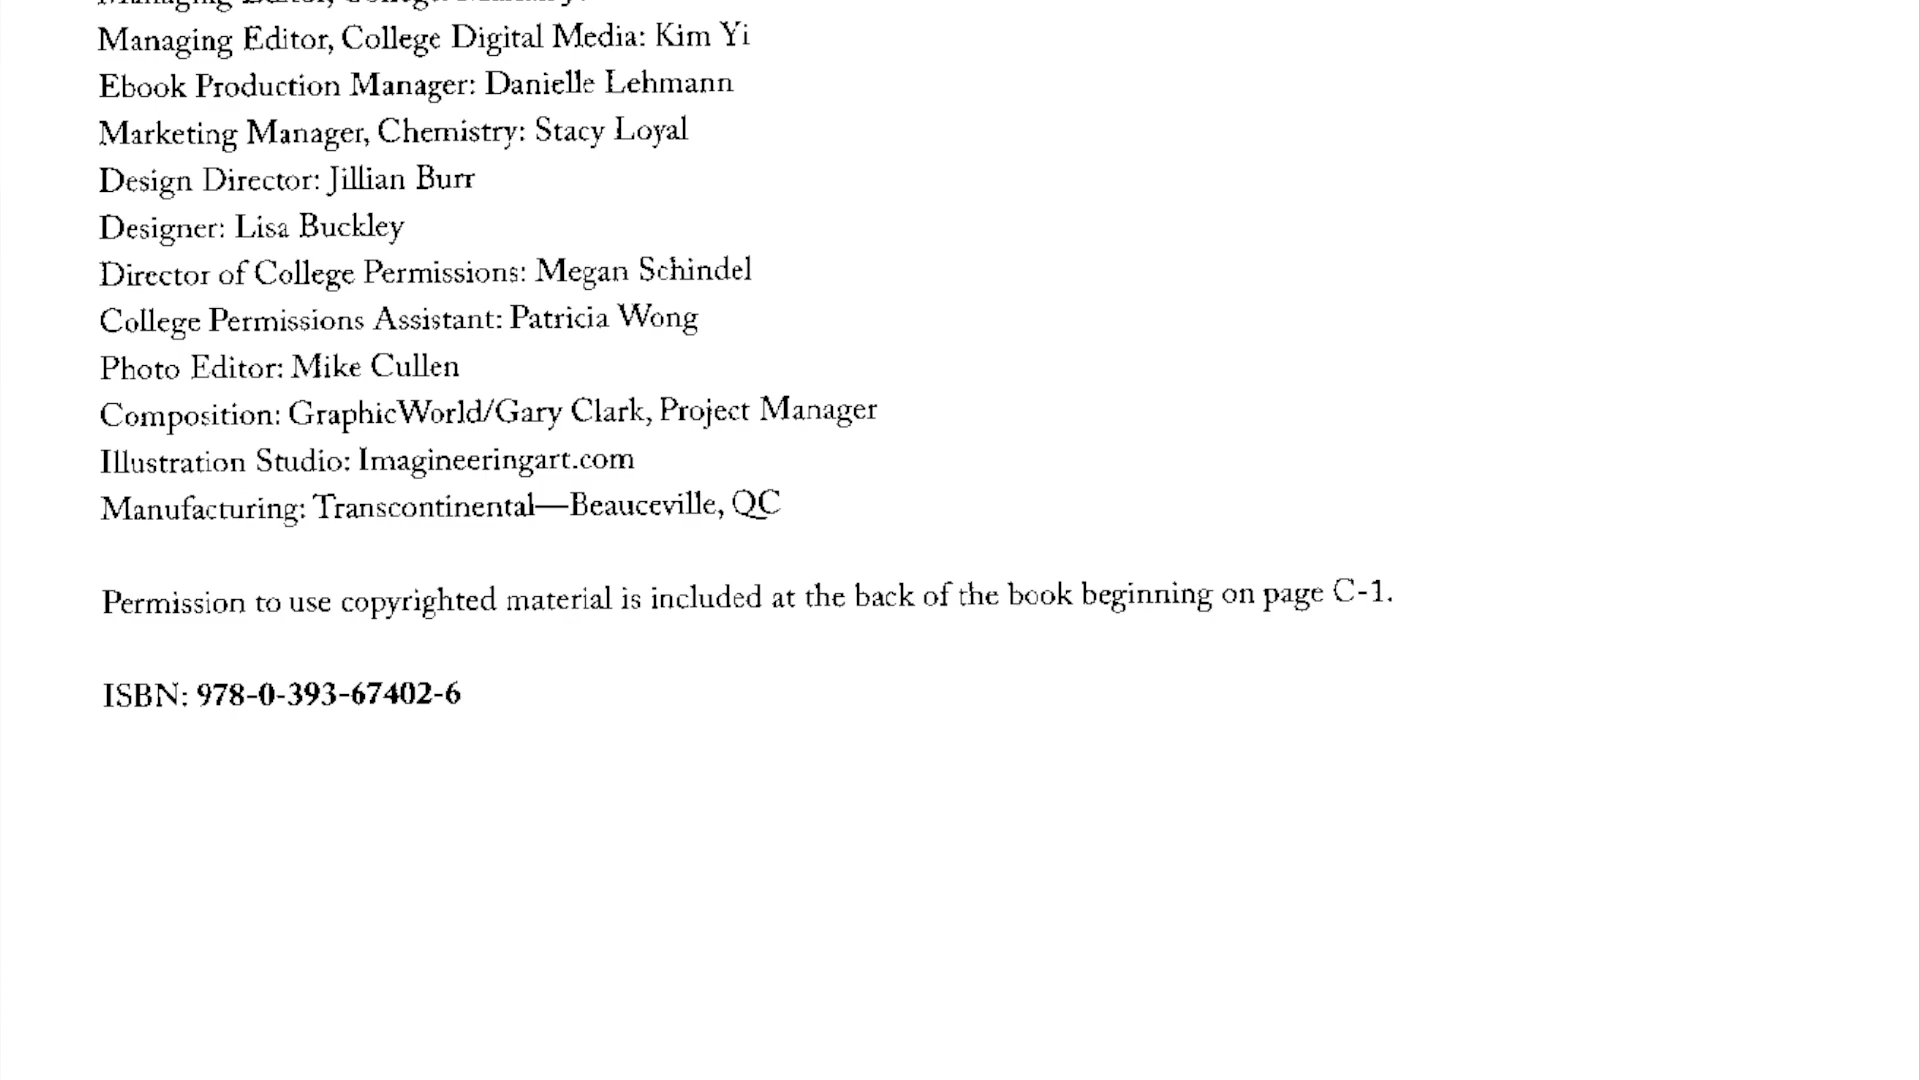 Managing Editor, College Digital Media: Kim Yi
Ebook Production Manager: Danielle Lehmann
Marketing Manager, Chemistry: Stacy Loyal
Design Director: Jillian Burr
Designer: Lisa Buckley
Director of College Permissions: Megan Schindel
College Permissions Assistant: Patricia Wong
Photo Editor: Mike Cullen
Composition: GraphicWorld/Gary Clark, Project Manager
Illustration Studio: Imagineeringart.com
Manufacturing: Transcontinental—Beauceville, QC
Permission to use copyrighted material is included at the back of the book beginning on page C-1.
ISBN: 978-0-393-67402-6